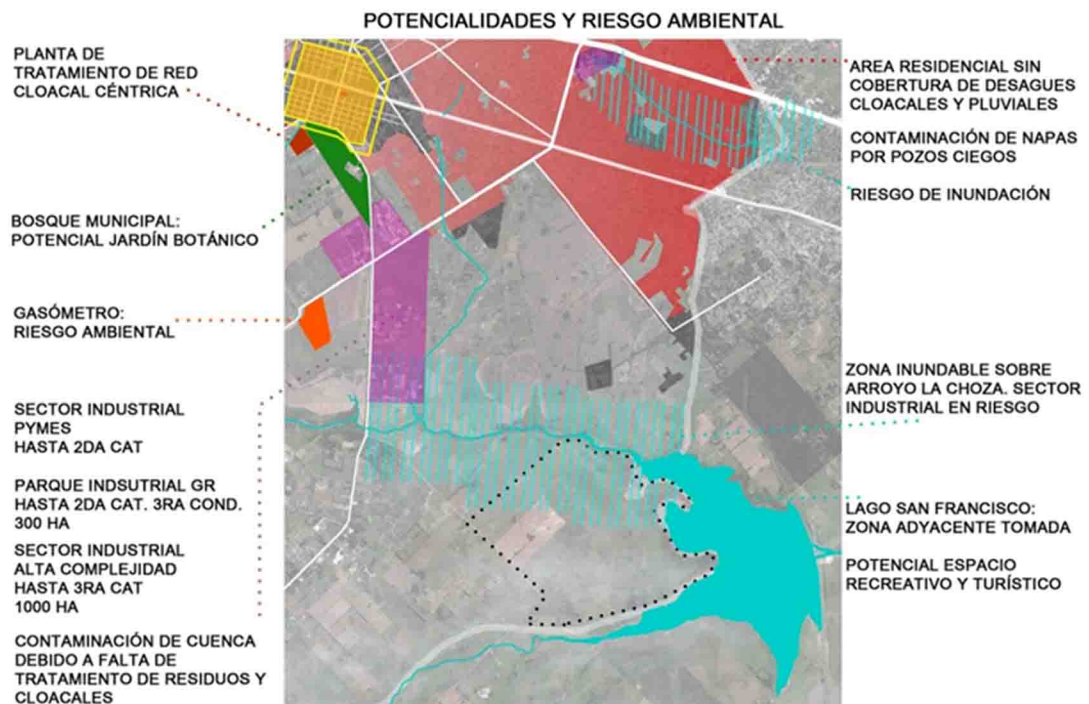 POTENCIALIDADES Y RIESGO AMBIENTAL
PLANTA DE
TRATAMIENTO DE RED
CLOACAL CÉNTRICA
BOSQUE MUNICIPAL:
POTENCIAL JARDÍN BOTÁNICO
GASÓMETRO:
RIESGO AMBIENTAL
SECTOR INDUSTRIAL
PYMES
HASTA 2DA CAT
PARQUE INDSUTRIAL GR
HASTA 2DA CAT. 3RA COND.
300 HA
SECTOR INDUSTRIAL
ALTA COMPLEJIDAD
HASTA 3RA CAT
1000 HA
CONTAMINACIÓN DE CUENCA
DEBIDO A FALTA DE
TRATAMIENTO DE RESIDUOS Y
CLOACALES
AREA RESIDENCIAL SIN
COBERTURA DE DESAGUES
CLOACALES Y PLUVIALES
CONTAMINACIÓN DE NAPAS
POR POZOS CIEGOS
RIESGO DE INUNDACIÓN
ZONA INUNDABLE SOBRE
ARROYO LA CHOZA. SECTOR
INDUSTRIAL EN RIESGO
LAGO SAN FRANCISCO:
ZONA ADYACENTE TOMADA
POTENCIAL ESPACIO
RECREATIVO Y TURÍSTICO